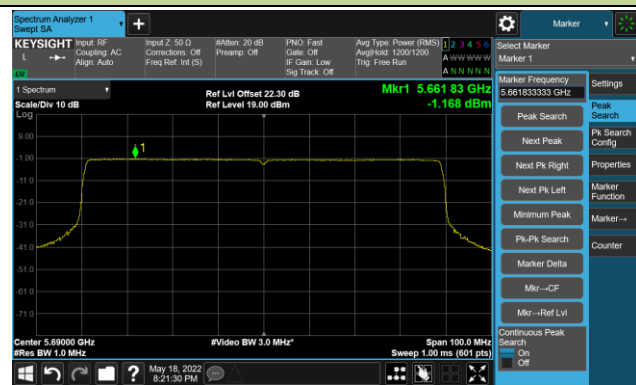 Spectrum Analyzer 1
Swept SA
Marker
KEYSIGHT
L
LW
Input: RF
Coupling: AC
Align: Auto
Input Z: 50 Ω
Corrections: Off
Freq Ref: Int (S)
#Atten: 20 dB
Preamp: Off
PNO: Fast
Gate: Off
IF Gain: Low
Sig Track: Off
Avg Type: Power (RMS)
Avg|Hold: 1200/1200
Trig: Free Run
1 2 3 4 5 6
A W W W W W
A N N N N N
1 Spectrum
Scale/Div 10 dB
Log
Ref Lvl Offset 22.30 dB
Ref Level 19.00 dBm
Mkr1 5.661 83 GHz
-1.168 dBm
1
9.00
-1.00
-11.0
-21.0
-31.0
-41.0
-51.0
-61.0
-71.0
Center 5.69000 GHz
#Res BW 1.0 MHz
#Video BW 3.0 MHz*
Span 100.0 MHz
Sweep 1.00 ms (601 pts)
?
May 18, 2022
8:21:30 PM
Select Marker
Marker 1
Marker Frequency
5.661833333 GHz
Peak Search
Next Peak
Next Pk Right
Next Pk Left
Minimum Peak
Pk-Pk Search
Marker Delta
Mkr→CF
Mkr→Ref Lvl
Continuous Peak
Search
On
Off
Settings
Peak
Search
Pk Search
Config
Properties
Marker
Function
Marker→
Counter